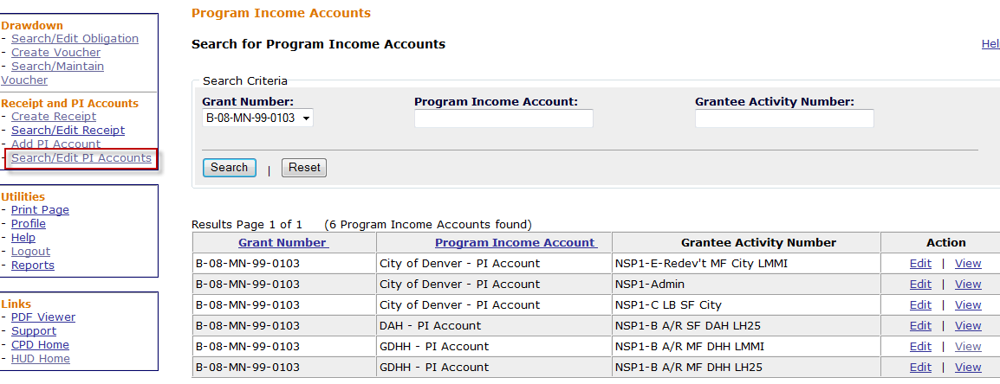 Drawdown
- Search/Edit Obligation
- Create Voucher
- Search/Maintain
Voucher
Receipt and PI Accounts
- Create Receipt
- Search/Edit Receipt
- Add PI Account
- Search/Edit PI Accounts
Utilities
- Print Page
- Profile
- Help
- Logout
- Reports
Links
- PDF Viewer
- Support
- CPD Home
- HUD Home
Program Income Accounts
Search for Program Income Accounts
Hel
Search Criteria
Grant Number: Program Income Account: Grantee Activity Number:
B-08-MN-99-0103
Search | Reset
Results Page 1 of 1 (6 Program Income Accounts found)
Grant Number Program Income Account Grantee Activity Number Action
B-08-MN-99-0103 City of Denver - PI Account NSP1-E-Redev't MF City LMMI Edit | View
B-08-MN-99-0103 City of Denver - PI Account NSP1-Admin Edit | View
B-08-MN-99-0103 City of Denver - PI Account NSP1-C LB SF City Edit | View
B-08-MN-99-0103 DAH - PI Account NSP1-B A/R SF DAH LH25 Edit | View
B-08-MN-99-0103 GDHH - PI Account NSP1-B A/R MF DHH LMMI Edit | View
B-08-MN-99-0103 GDHH - PI Account NSP1-B A/R MF DHH LH25 Edit | View